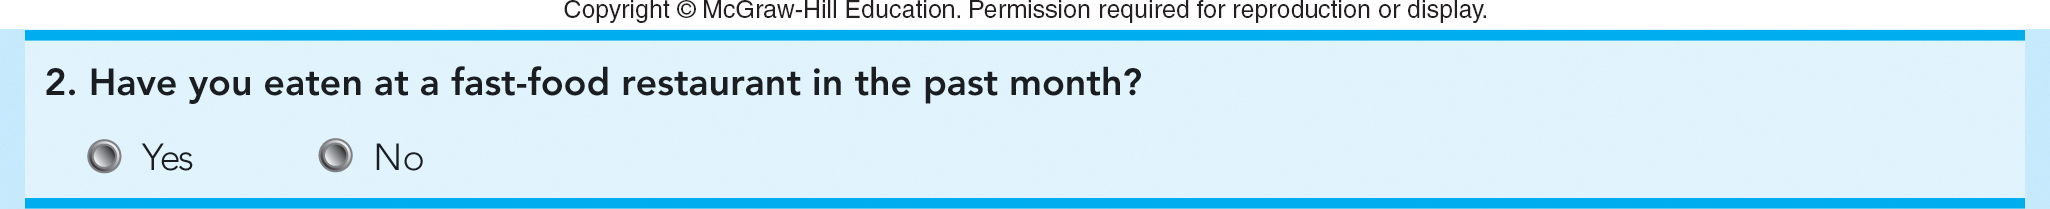 Copyright © McGraw-Hill Education. Permission required for reproduction or display.
2. Have you eaten at a fast-food restaurant in the past month?
Yes No